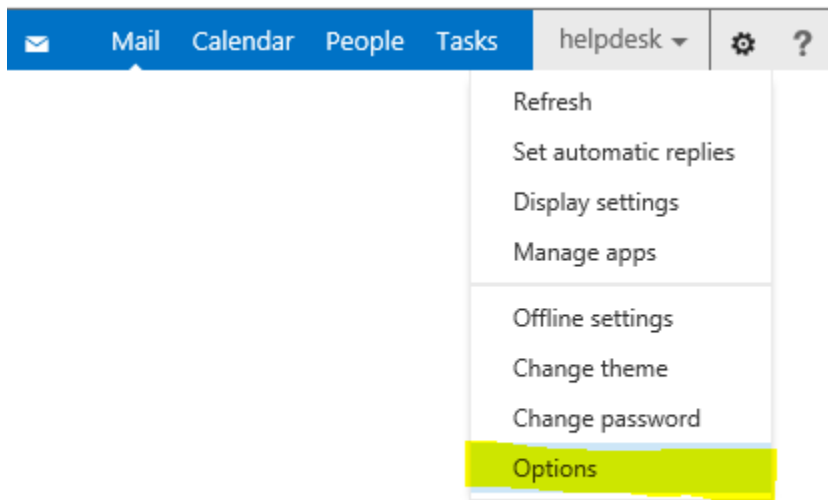 Mail Calendar People Tasks helpdesk ?
Refresh
Set automatic replies
Display settings
Manage apps
Offline settings
Change theme
Change password
Options